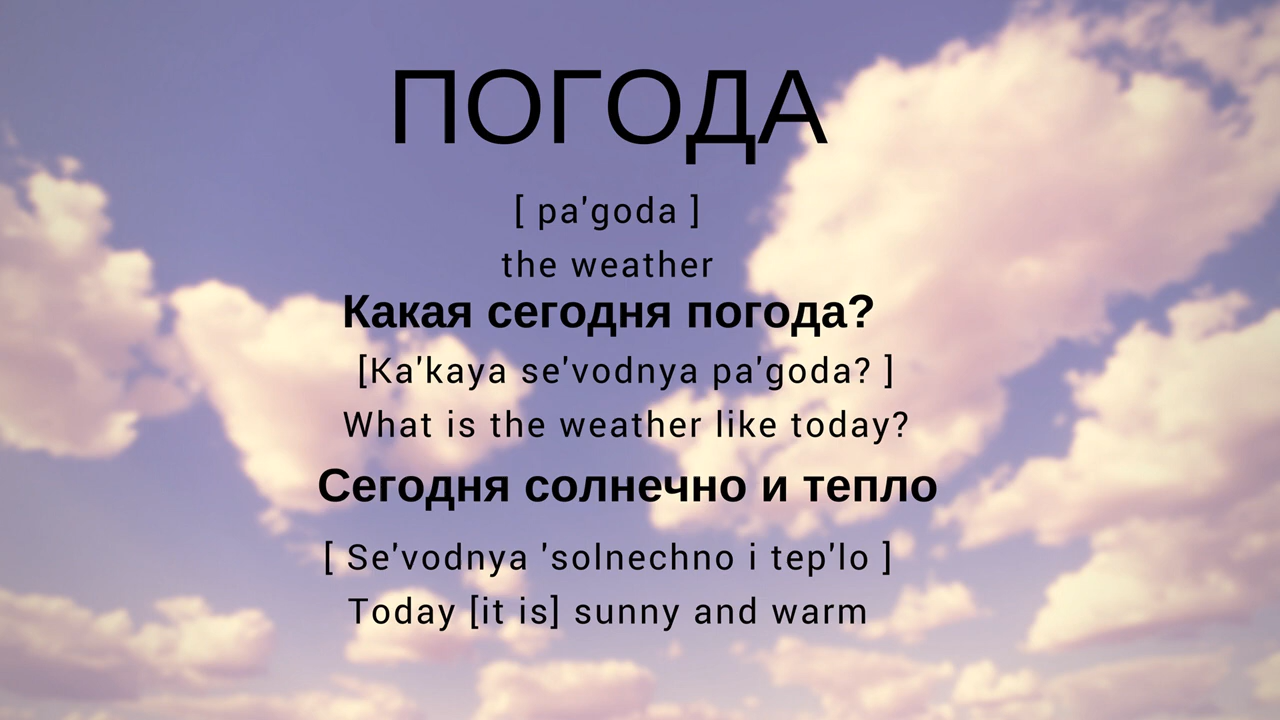 ПОГОДА
[ pa'goda ]
the weather
Какая сегодня погода?
[Ka'kaya se'vodnya pa'goda? ]
What is the weather like today?
Сегодня солнечно и тепло
[ Se'vodnya 'solnechno i tep'lo ]
Today [it is] sunny and warm